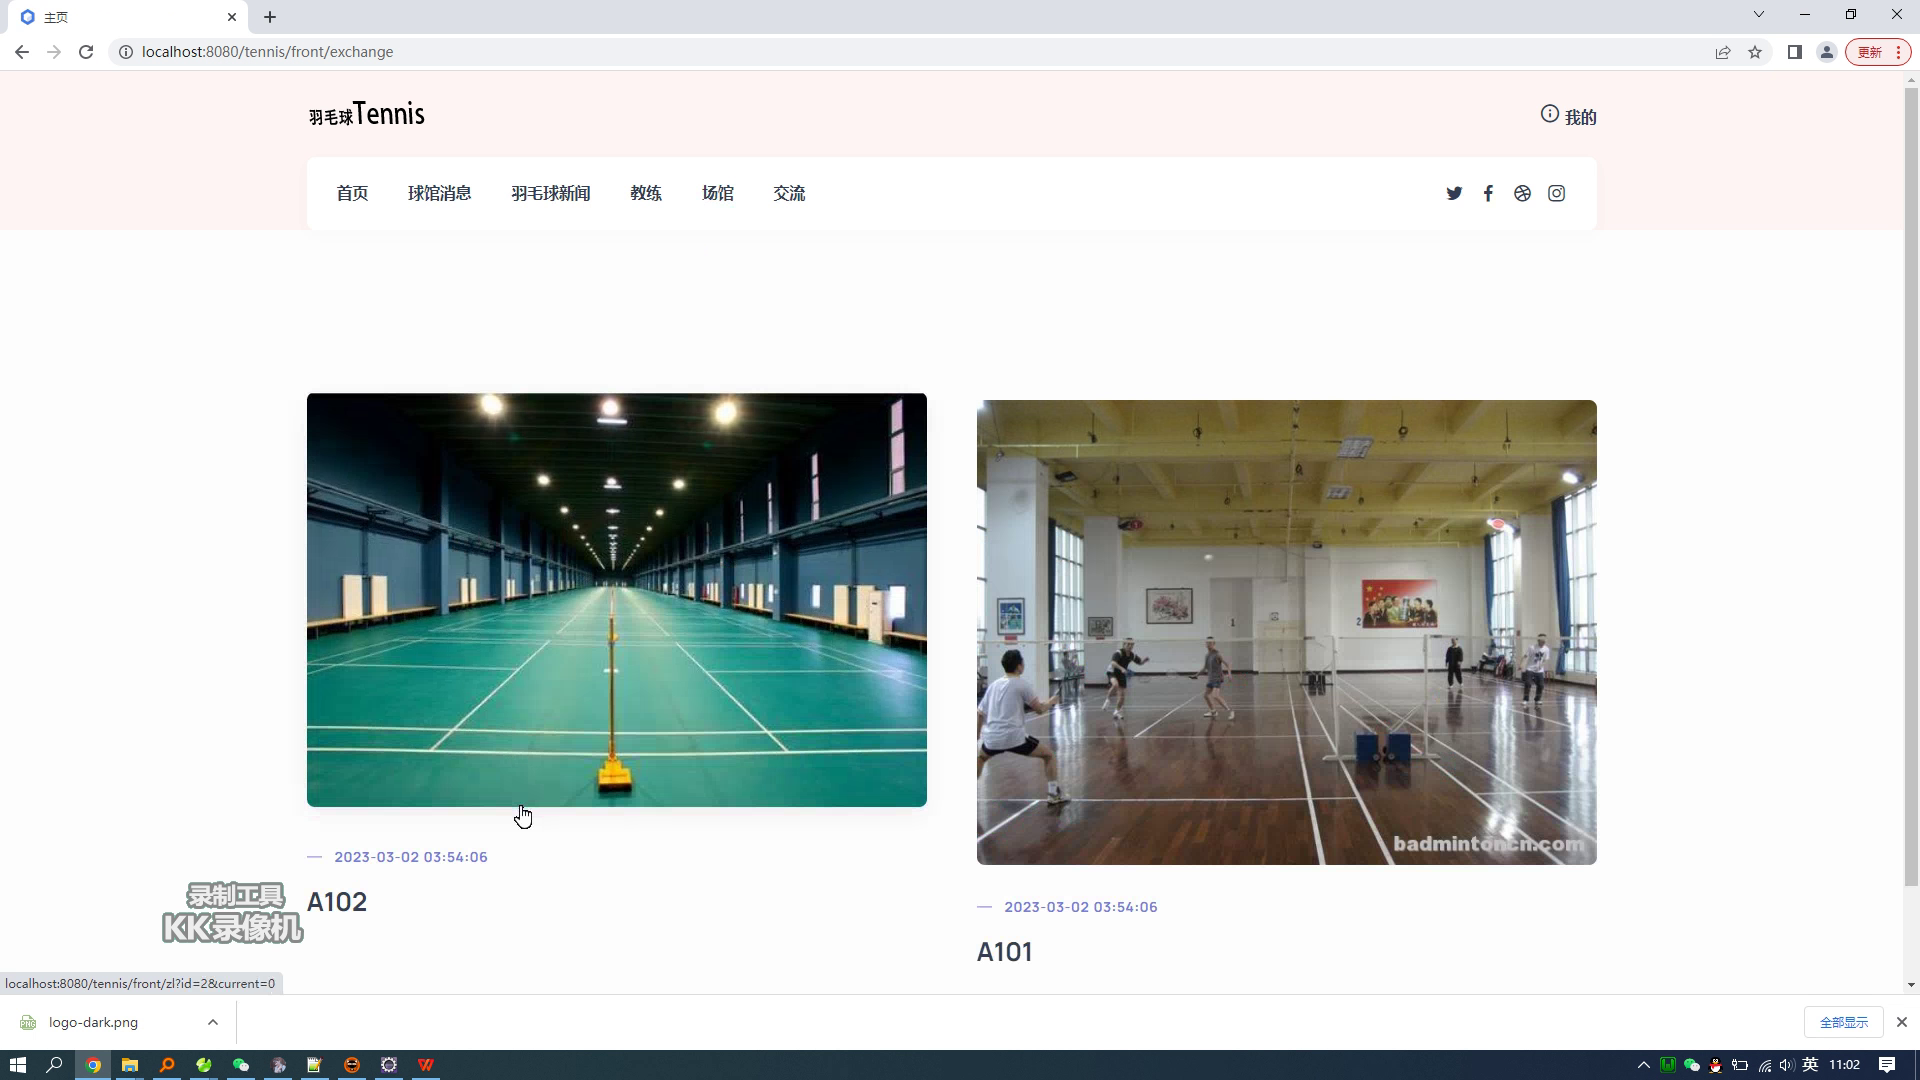 主页
localhost:8080/tennis/front/exchange
更新
羽毛球Tennis
我的
首页 球馆消息 羽毛球新闻 教练 场馆 交流
1
2
badmintoncn.com
2023-03-02 03:54:06
A102
2023-03-02 03:54:06
A101
录制工具
KK录像机
localhost:8080/tennis/front/zl?id=2&current=0
logo-dark.png
全部显示
英 11:02